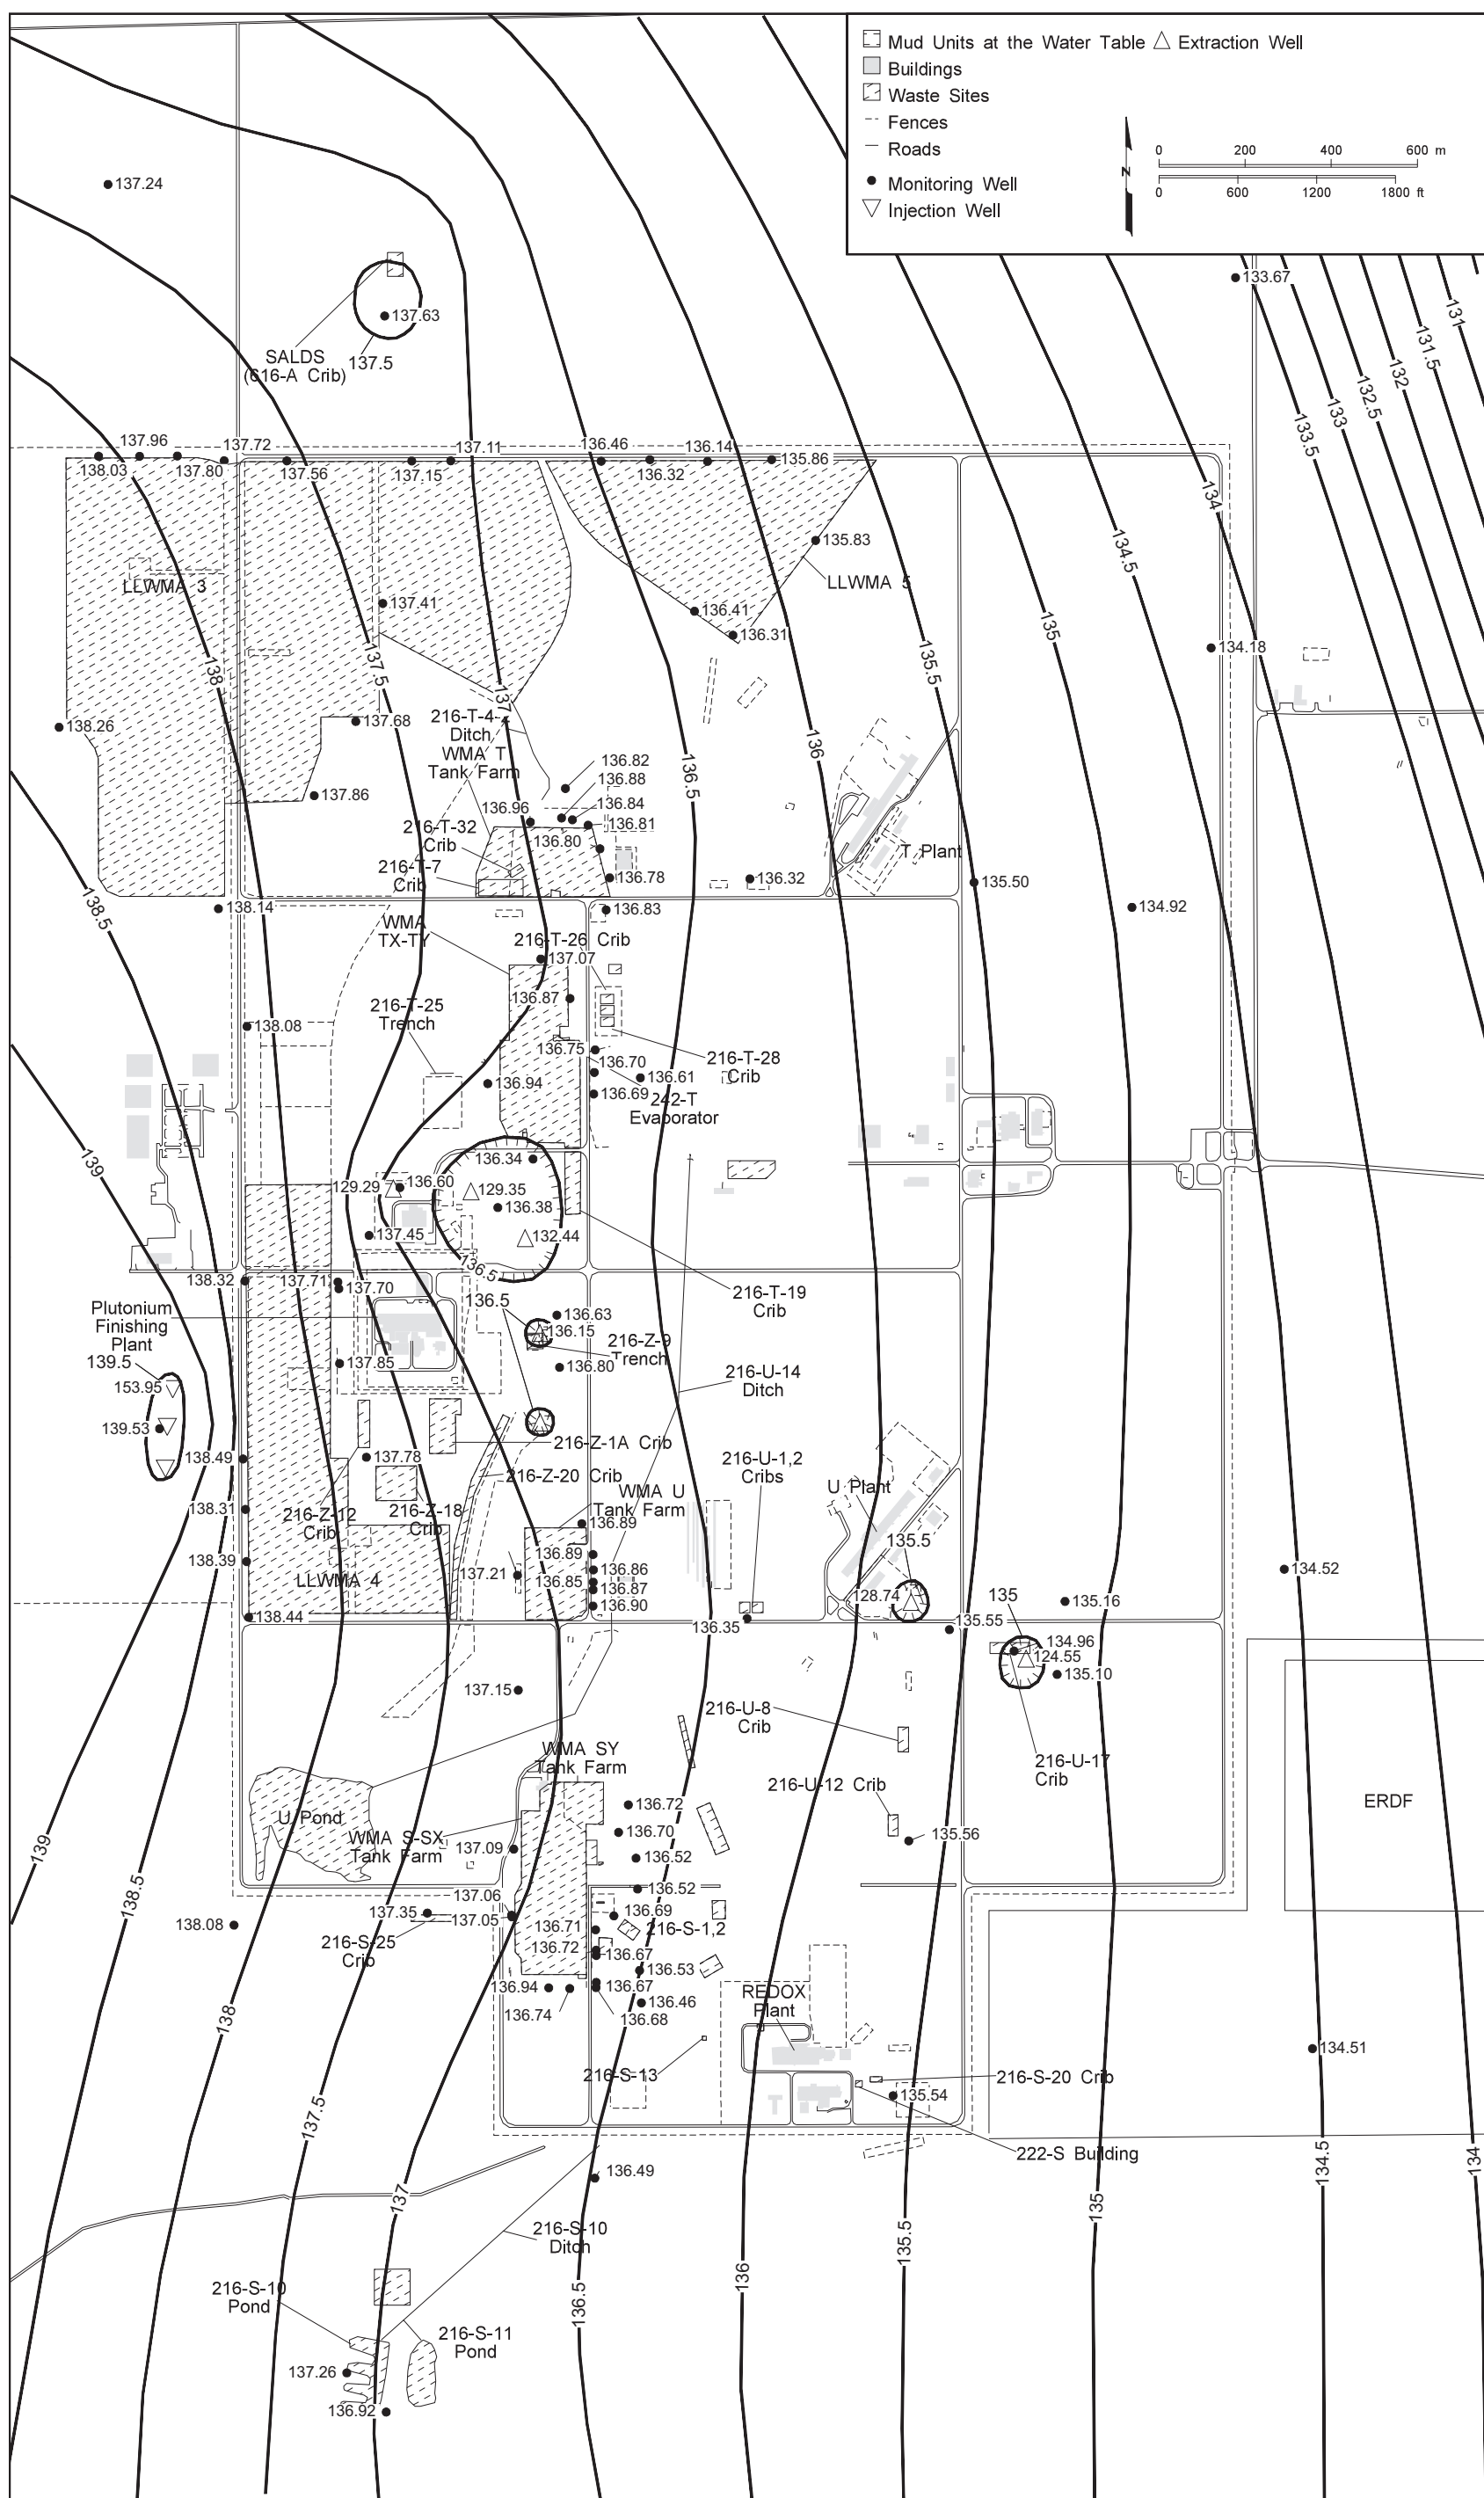 Mud Units at the Water Table
Extraction Well
Buildings
Waste Sites
Fences
Roads
Monitoring Well
Injection Well
N
0 200 400 600 m
0 600 1200 1800 ft
137.24
133.67
131
137.63
131.5
SALDS
(616-A Crib)
137.5
132
132.5
133
133.5
137.96
137.72
137.11
136.46
136.14
135.86
138.03
137.80
137.56
137.15
136.32
134
135.83
134.5
LLWMA 3
LLWMA 5
137.41
136.41
136.31
135
134.18
138
137.5
135.5
137
138.26
137.68
216-T-4
Ditch
WMA T
Tank Farm
136
136.82
136.88
136.5
137.86
136.96
136.84
136.81
216-T-32
Crib
136.80
T Plant
216-T-7
Crib
136.78
136.32
135.50
138.5
138.14
136.83
134.92
WMA
TX-TY
216-T-26 Crib
137.07
136.87
216-T-25
Trench
138.08
136.75
136.70
216-T-28
Crib
136.61
136.94
136.69
242-T
Evaporator
139
136.34
129.29
136.60
129.35
136.38
137.45
132.44
136.5
138.32
137.71
137.70
216-T-19
Crib
Plutonium
Finishing
Plant
136.5
136.63
136.15
216-Z-9
Trench
139.5
137.85
136.80
153.95
216-U-14
Ditch
139.53
216-Z-1A Crib
138.49
137.78
216-Z-20 Crib
216-U-1,2
Cribs
WMA U
Tank Farm
U Plant
138.31
216-Z-12
Crib
216-Z-18
Crib
136.89
135.5
138.39
136.89
LLWMA 4
137.21
136.86
136.85
136.87
134.52
128.74
135
135.16
138.44
136.90
136.35
135.55
134.96
124.55
135.10
137.15
216-U-8
Crib
WMA SY
Tank Farm
216-U-17
Crib
216-U-12 Crib
ERDF
U Pond
136.72
WMA S-SX
Tank Farm
136.70
137.09
135.56
139
136.52
138.5
137.06
136.52
137.35
137.05
136.69
138.08
136.71
216-S-1,2
216-S-25
Crib
136.72
136.67
136.53
136.94
136.67
REDOX
Plant
136.74
136.46
136.68
138
134.51
216-S-13
216-S-20 Crib
135.54
137.5
222-S Building
136.49
134.5
134
137
135
216-S-10
Ditch
135.5
136
216-S-10
Pond
136.5
216-S-11
Pond
137.26
136.92